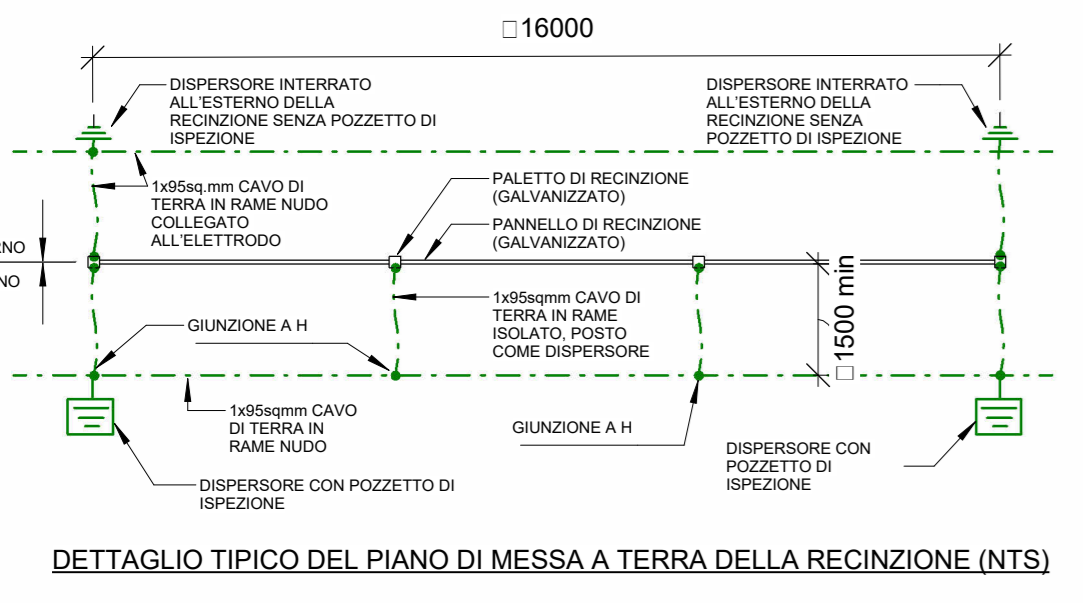 □16000
DISPERSORE INTERRATO
ALL'ESTERNO DELLA
RECINZIONE SENZA POZZETTO DI
ISPEZIONE
DISPERSORE INTERRATO
ALL'ESTERNO DELLA
RECINZIONE SENZA
POZZETTO DI ISPEZIONE
1x95sq.mm CAVO DI
TERRA IN RAME NUDO
COLLEGATO
ALL'ELETTRODO
PALETTO DI RECINZIONE
(GALVANIZZATO)
PANNELLO DI RECINZIONE
(GALVANIZZATO)
RNO
NO
1x95sqmm CAVO DI
TERRA IN RAME
ISOLATO, POSTO
COME DISPERSORE
□1500 min
GIUNZIONE A H
1x95sqmm CAVO
DI TERRA IN
RAME NUDO
GIUNZIONE A H
DISPERSORE CON
POZZETTO DI
ISPEZIONE
DISPERSORE CON POZZETTO DI
ISPEZIONE
DETTAGLIO TIPICO DEL PIANO DI MESSA A TERRA DELLA RECINZIONE (NTS)